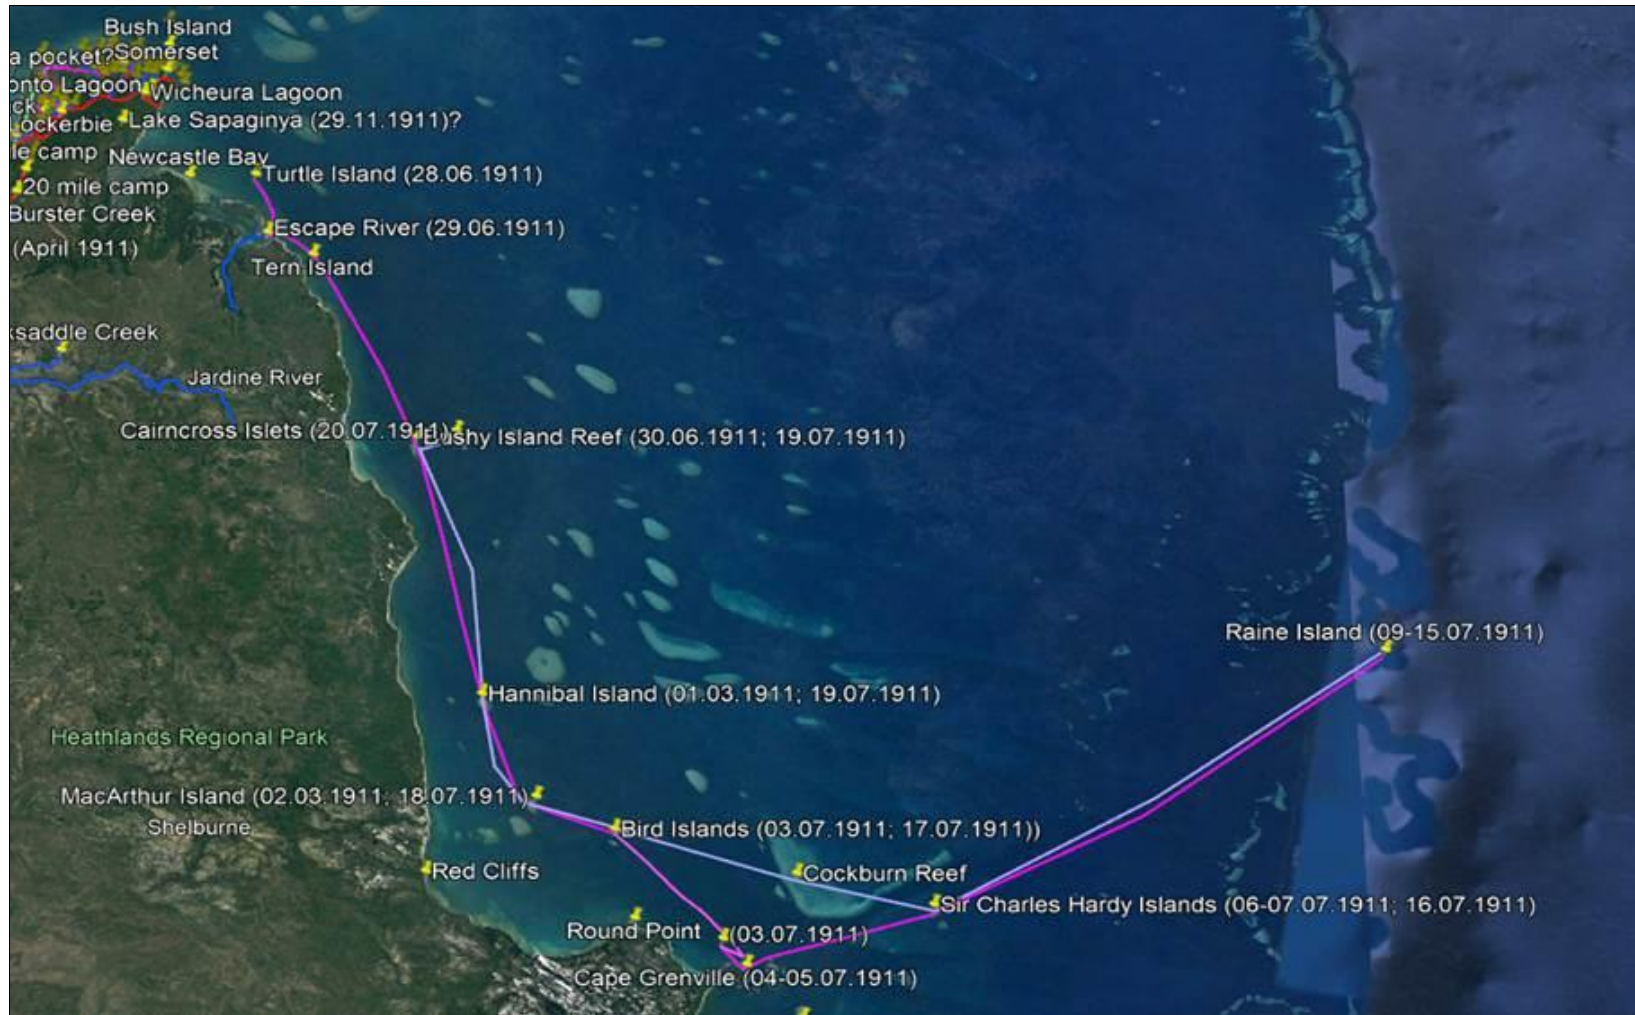 Bush Island
a pocket?
Somerset
onto Lagoon
Wicheura Lagoon
ck
Lockerbie
Lake Sapaginya (29.11.1911)?
le camp
Newcastle Bay
Turtle Island (28.06.1911)
20 mile camp
Burster Creek
Escape River (29.06.1911)
(April 1911)
Tern Island
ksaddle Creek
Jardine River
Cairncross Islets (20.07.1911)
Bushy Island Reef (30.06.1911; 19.07.1911)
Raine Island (09-15.07.1911)
Hannibal Island (01.03.1911; 19.07.1911)
Heathlands Regional Park
MacArthur Island (02.03.1911; 18.07.1911)
Shelburne
Bird Islands (03.07.1911; 17.07.1911))
Red Cliffs
Cockburn Reef
Sir Charles Hardy Islands (06-07.07.1911; 16.07.1911)
Round Point
(03.07.1911)
Cape Grenville (04-05.07.1911)